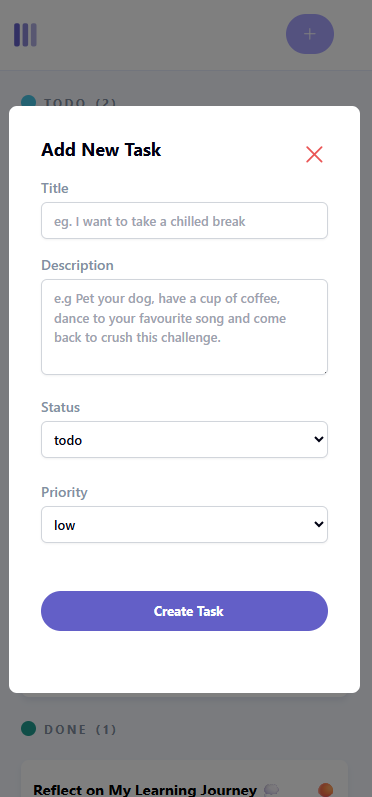 +
TODO (2)
Add New Task
Title
eg. I want to take a chilled break
Description
e.g Pet your dog, have a cup of coffee,
dance to your favourite song and come
back to crush this challenge.
Status
todo
Priority
low
Create Task
DONE (1)
Reflect on My Learning Journey